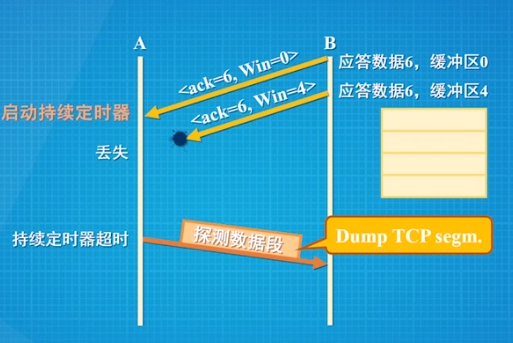 A
B
<ack=6, Win=0>
应答数据6，缓冲区0
<ack=6, Win=4>
应答数据6，缓冲区4
启动持续定时器
丢失
持续定时器超时
探测数据段
Dump TCP segm.